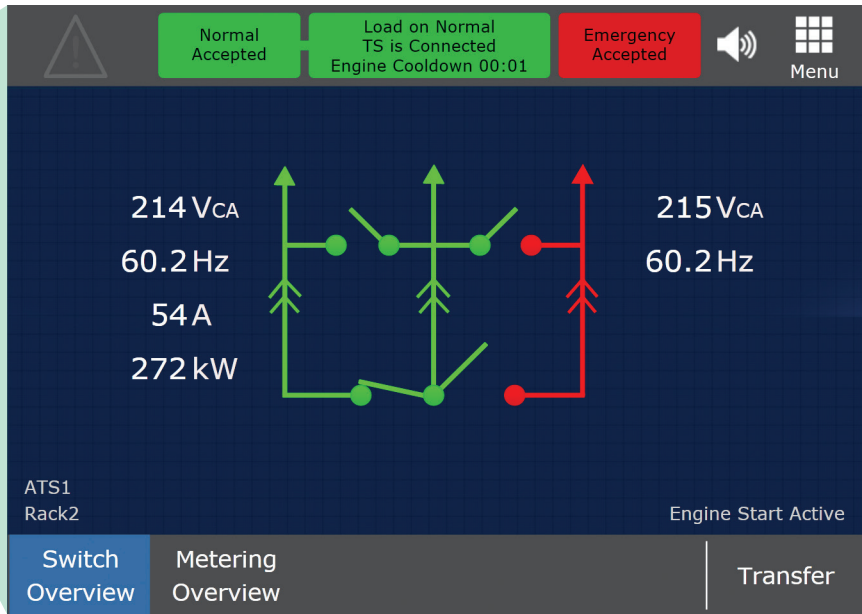 Normal
Accepted
Load on Normal
TS is Connected
Engine Cooldown 00:01
Emergency
Accepted
Menu
214 VCA
60.2 Hz
54 A
272 kW
215 VCA
60.2 Hz
ATS1
Rack2
Engine Start Active
Switch
Overview
Metering
Overview
Transfer